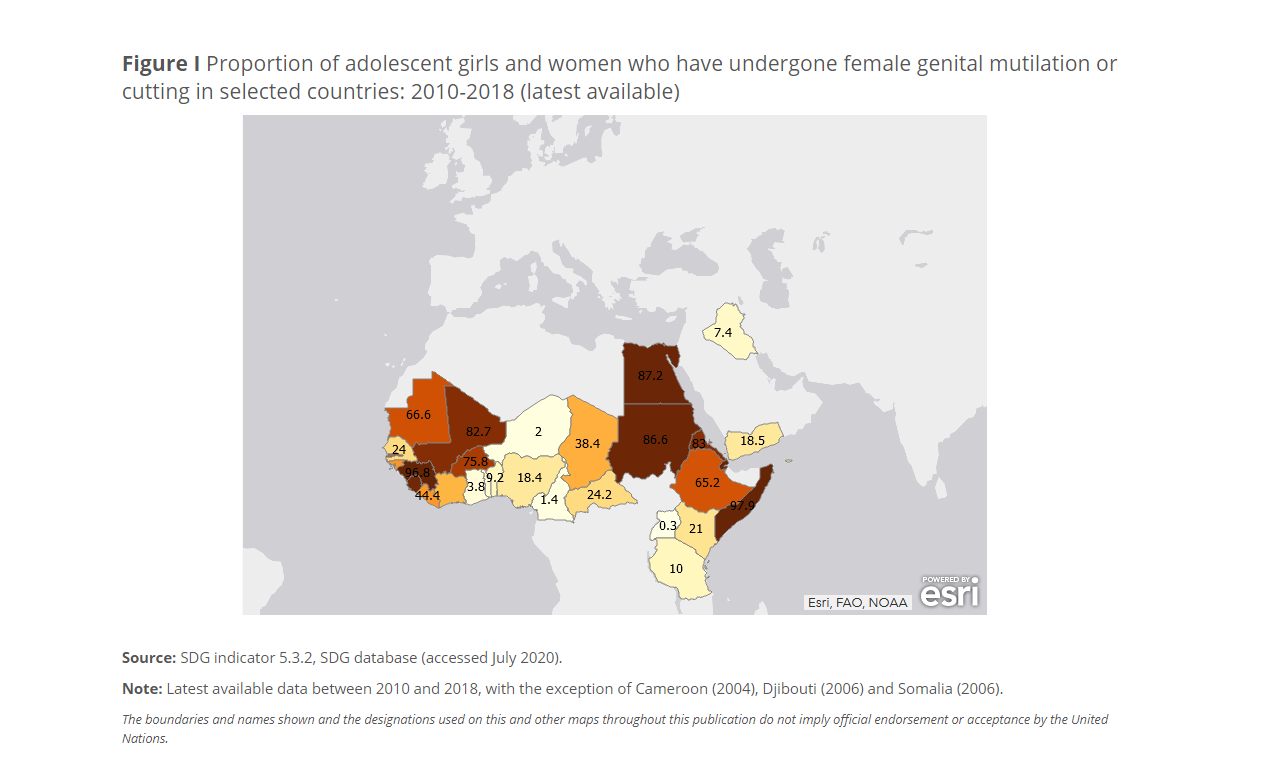 Figure I Proportion of adolescent girls and women who have undergone female genital mutilation or
cutting in selected countries: 2010-2018 (latest available)
7.4
87.2
66.6
82.7
2
38.4
86.6
83
18.5
24
75.8
96.8
9.2
18.4
65.2
3.8
44.4
1.4
24.2
97.9
0.3
21
10
POWERED BY
esri
Esri, FAO, NOAA
Source: SDG indicator 5.3.2, SDG database (accessed July 2020).
Note: Latest available data between 2010 and 2018, with the exception of Cameroon (2004), Djibouti (2006) and Somalia (2006).
The boundaries and names shown and the designations used on this and other maps throughout this publication do not imply official endorsement or acceptance by the United
Nations.